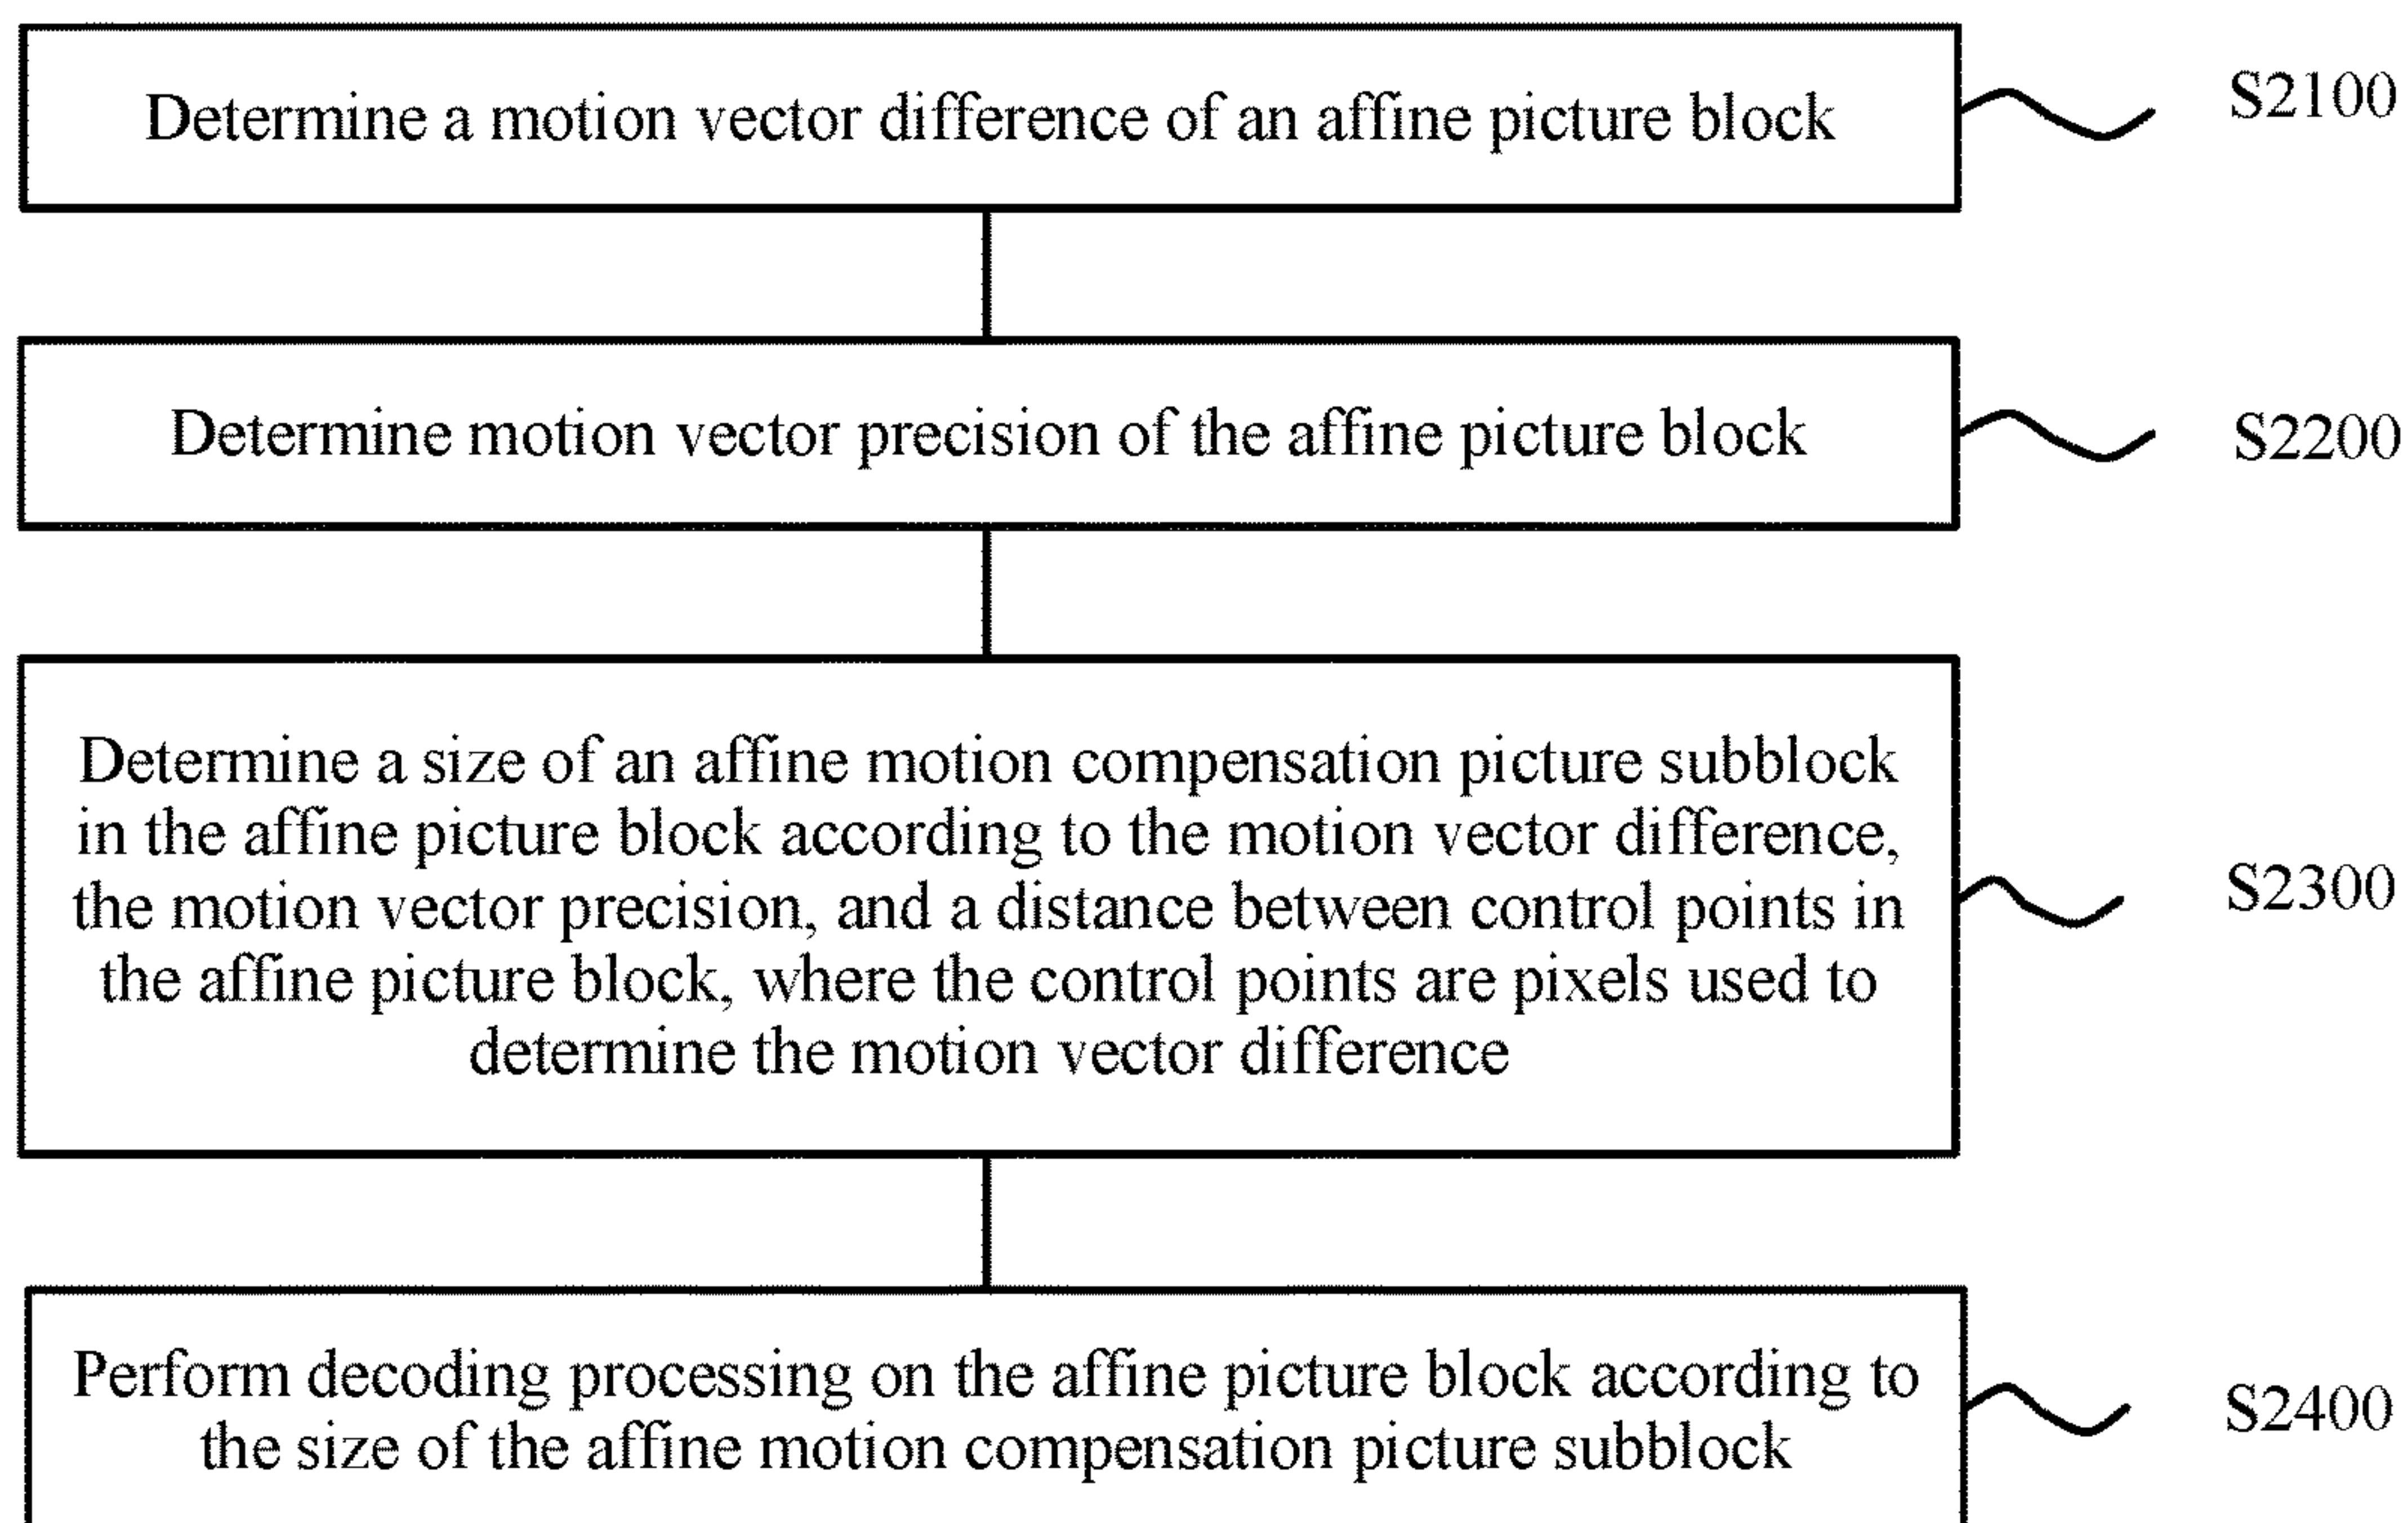 Determine a motion vector difference of an affine picture block
S2100
Determine motion vector precision of the affine picture block
S2200
Determine a size of an affine motion compensation picture subblock
in the affine picture block according to the motion vector difference,
the motion vector precision, and a distance between control points in
the affine picture block, where the control points are pixels used to
determine the motion vector difference
S2300
Perform decoding processing on the affine picture block according to
the size of the affine motion compensation picture subblock
S2400